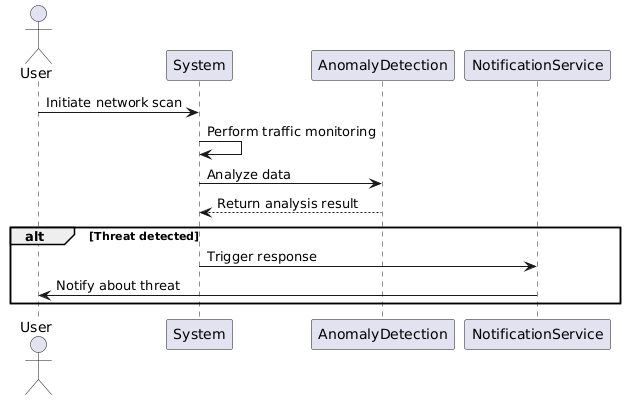 User
System
AnomalyDetection
NotificationService
Initiate network scan
Perform traffic monitoring
Analyze data
Return analysis result
alt
[Threat detected]
Trigger response
Notify about threat
User
System
AnomalyDetection
NotificationService